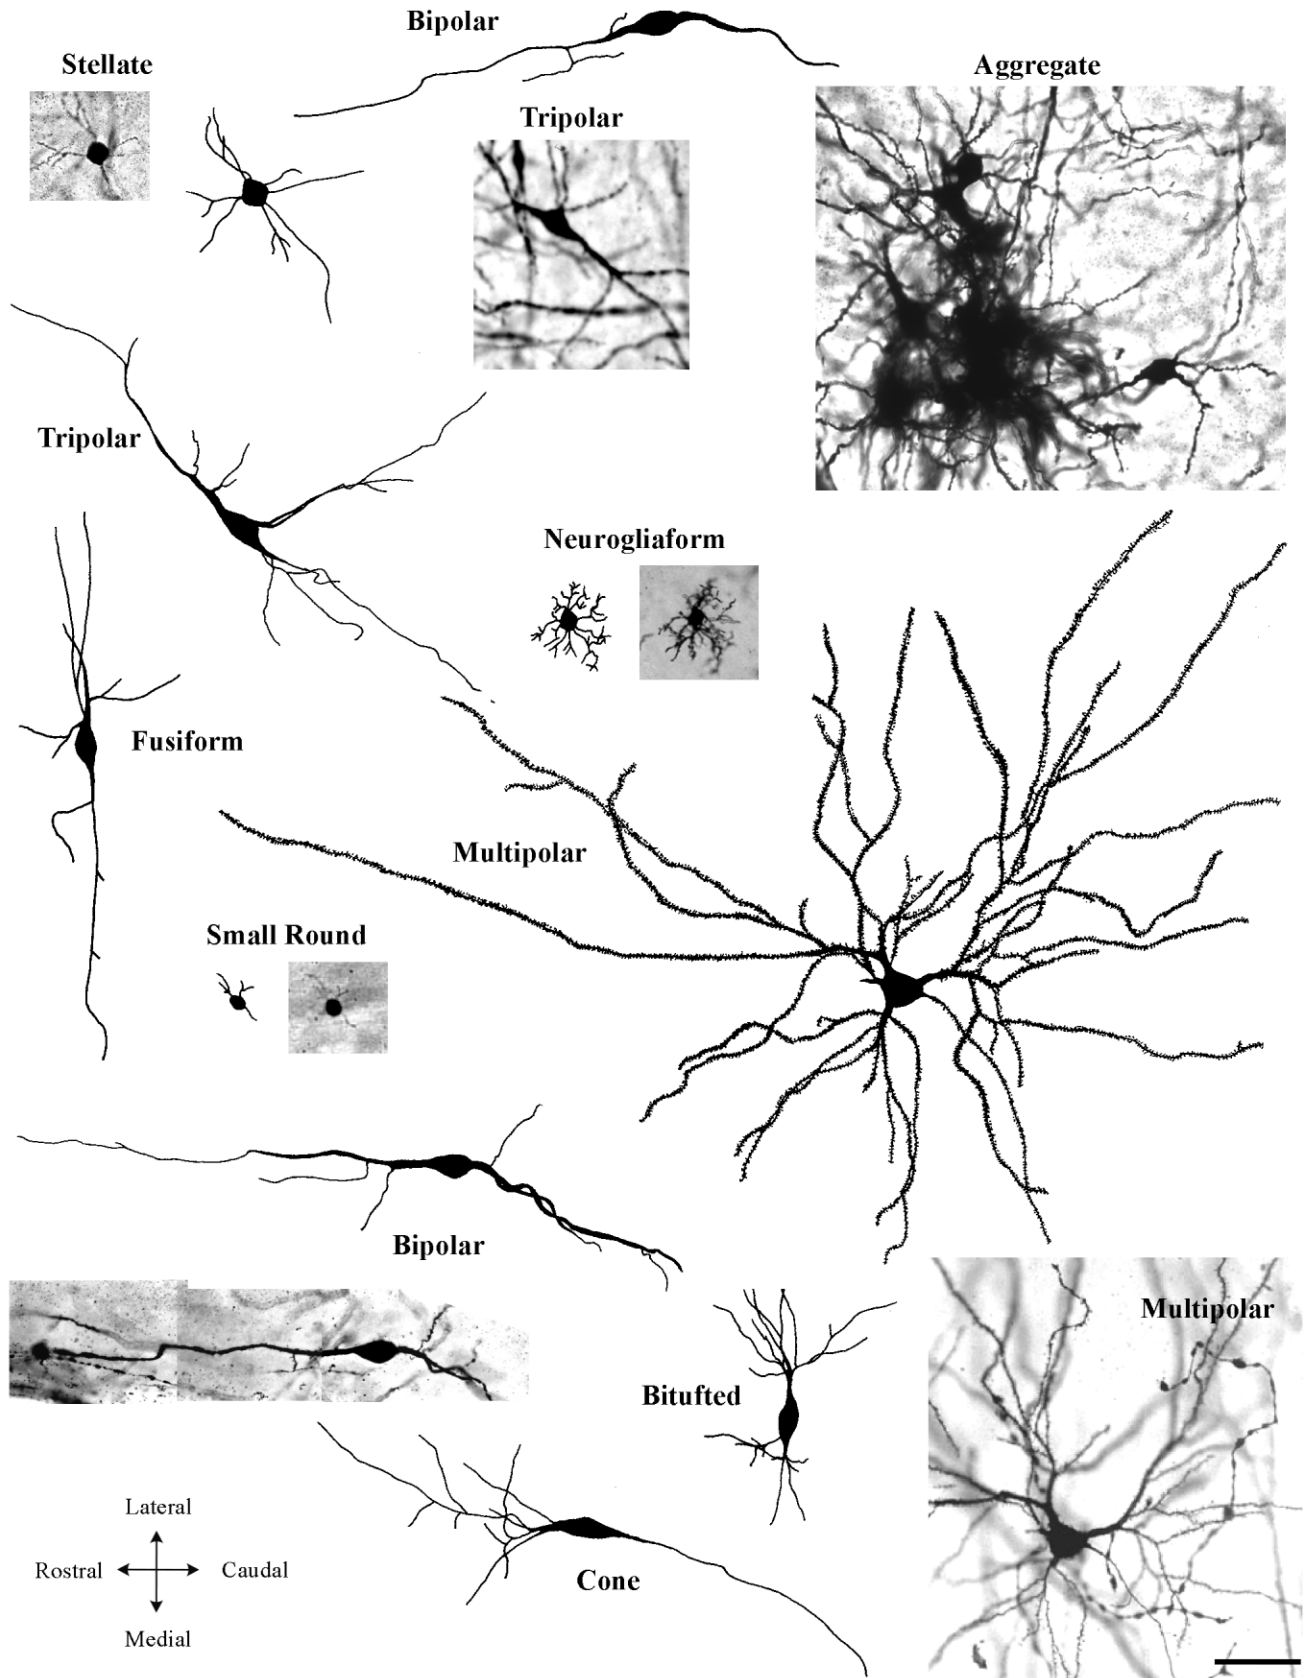 Bipolar
Stellate
Aggregate
Tripolar
Tripolar
Neurogliaform
Fusiform
Multipolar
Small Round
Bipolar
Multipolar
Bitufted
Lateral
Rostral
Caudal
Cone
Medial